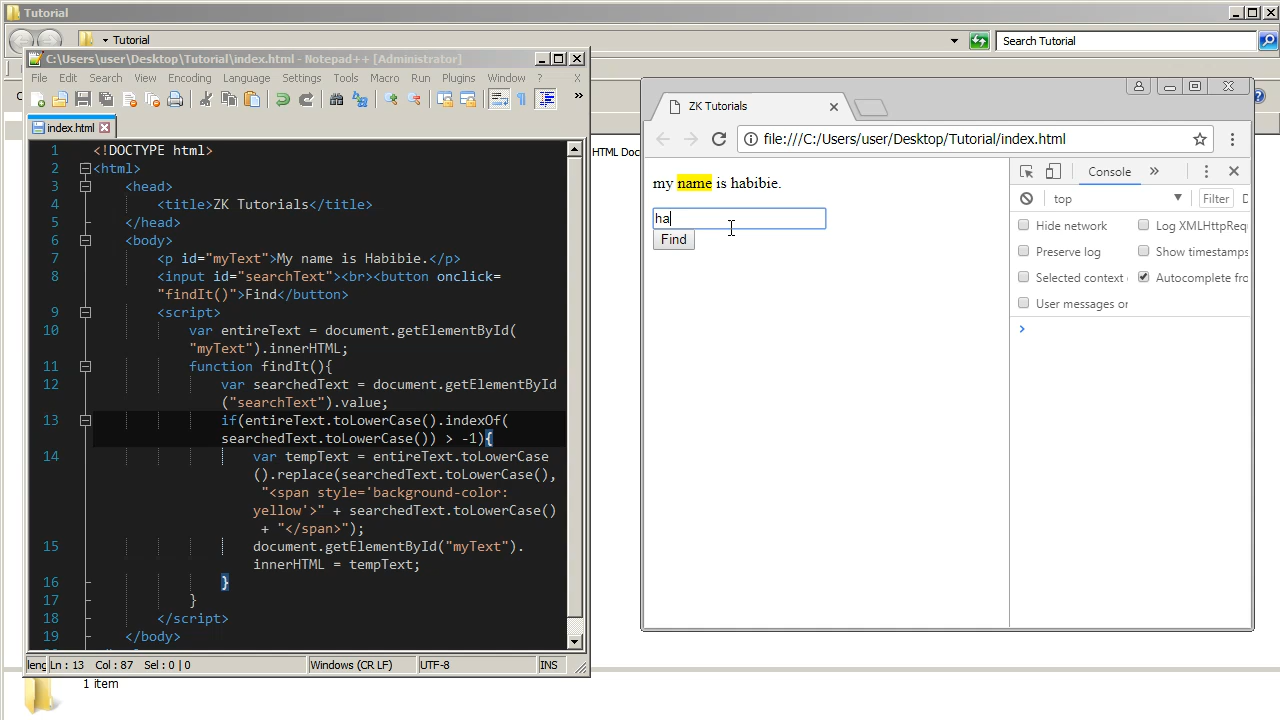 Tutorial
Tutorial
Search Tutorial
C:\Users\user\Desktop\Tutorial\index.html - Notepad++ [Administrator]
File Edit Search View Encoding Language Settings Tools Macro Run Plugins Window ? X
»
index.html
1 <!DOCTYPE html>
2 <html>
3 <head>
4 <title>ZK Tutorials</title>
5 </head>
6 <body>
7 <p id="myText">My name is Habibie.</p>
8 <input id="searchText"><br><button onclick=
"findIt()">Find</button>
9 <script>
10 var entireText = document.getElementById(
"myText").innerHTML;
11 function findIt(){
12 var searchedText = document.getElementById
("searchText").value;
13 if(entireText.toLowerCase().indexOf(
searchedText.toLowerCase()) > -1){
14 var tempText = entireText.toLowerCase
().replace(searchedText.toLowerCase(),
"<span style='background-color:
yellow'>" + searchedText.toLowerCase()
+ "</span>");
15 document.getElementById("myText").
innerHTML = tempText;
16 }
17 }
18 </script>
19 </body>
leng Ln : 13 Col : 87 Sel : 0 | 0 Windows (CR LF) UTF-8 INS
1 item
HTML Doc
ZK Tutorials
file:///C:/Users/user/Desktop/Tutorial/index.html
my name is habibie.
ha
Find
Console »
top Filter
Hide network Log XMLHttpRequ
Preserve log Show timestamps
Selected context Autocomplete fro
User messages or